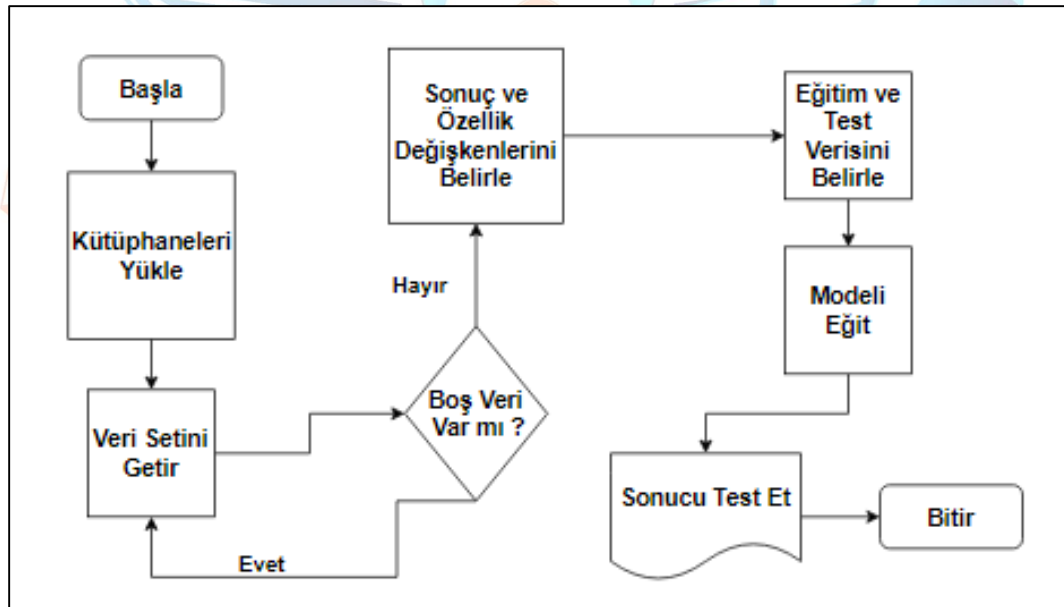 Başla
Kütüphaneleri
Yükle
Veri Setini
Getir
Boş Veri
Var mı ?
Evet
Hayır
Sonuç ve
Özellik
Değişkenlerini
Belirle
Eğitim ve
Test
Verisini
Belirle
Modeli
Eğit
Sonucu Test Et
Bitir